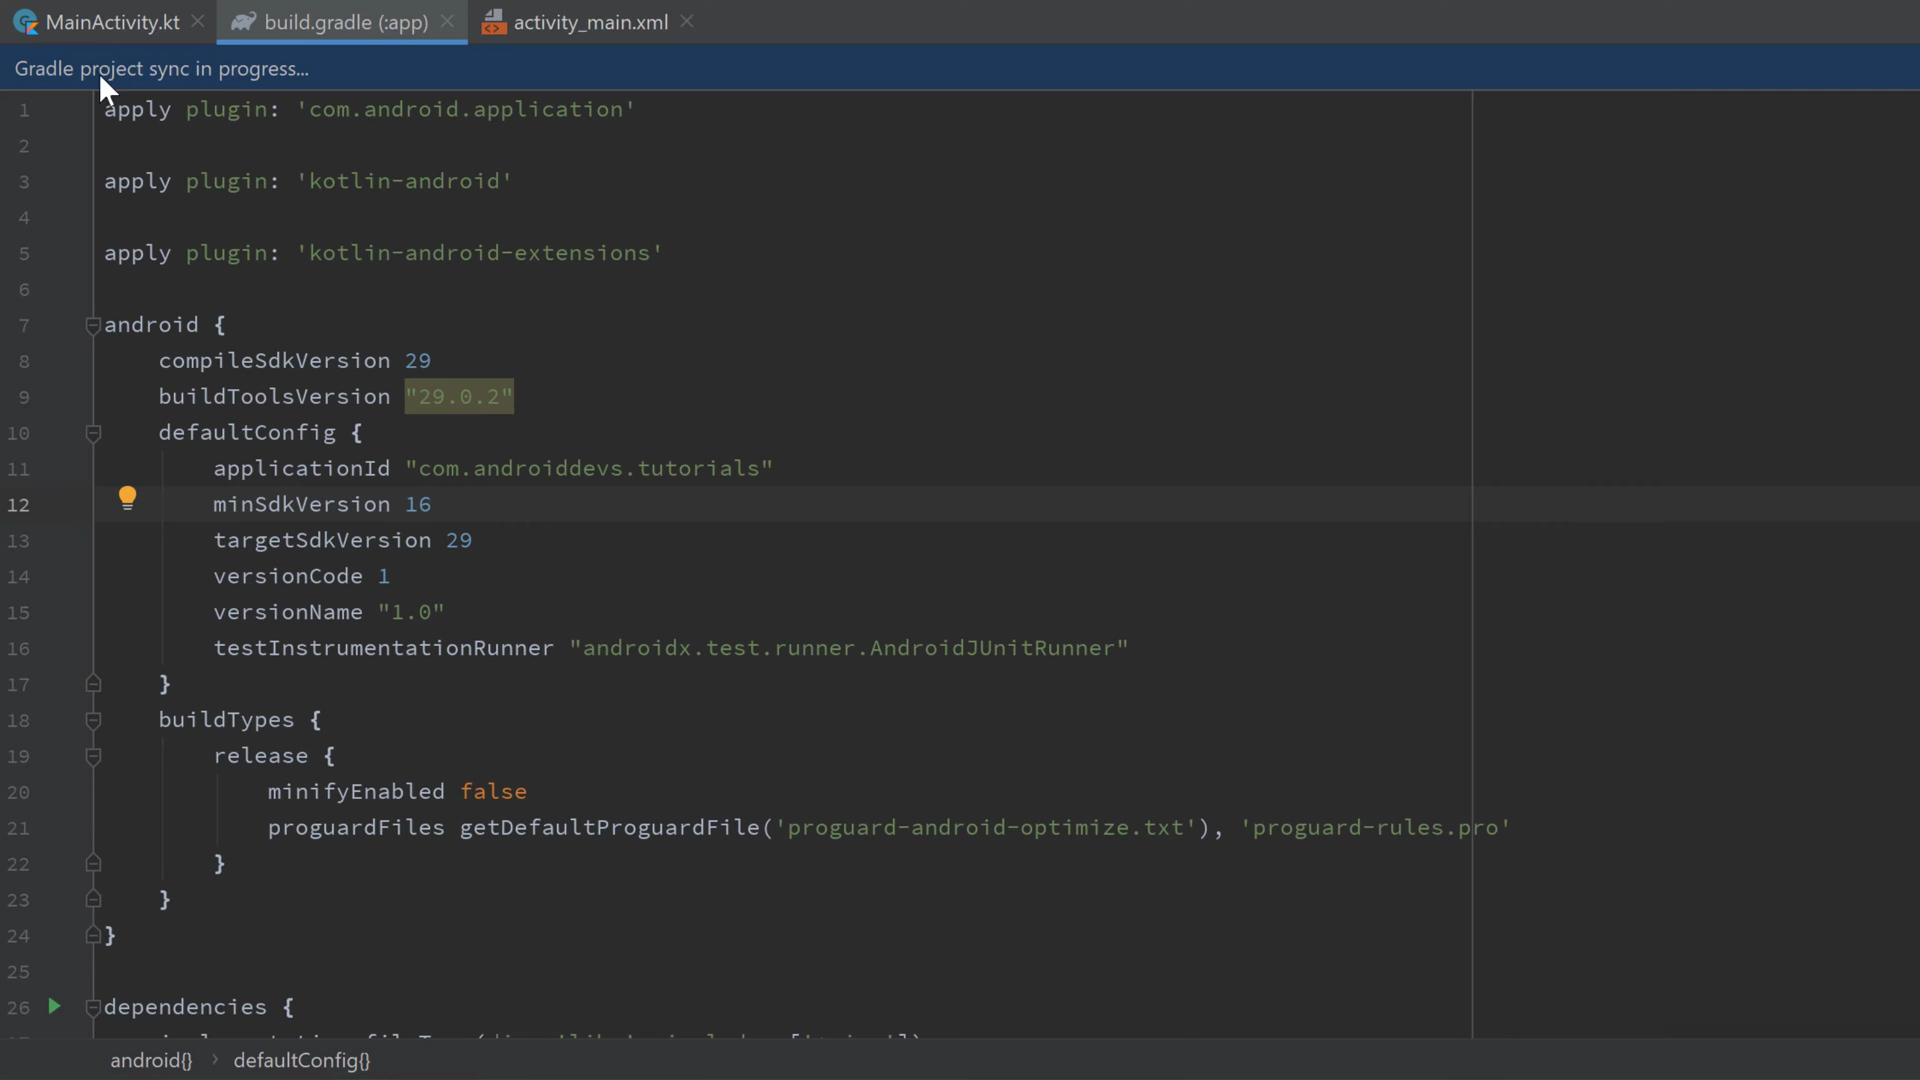 MainActivity.kt
build.gradle (:app)
activity_main.xml
Gradle project sync in progress...
1 apply plugin: 'com.android.application'
2
3 apply plugin: 'kotlin-android'
4
5 apply plugin: 'kotlin-android-extensions'
6
7 android {
8 compileSdkVersion 29
9 buildToolsVersion "29.0.2"
10 defaultConfig {
11 applicationId "com.androiddevs.tutorials"
12 minSdkVersion 16
13 targetSdkVersion 29
14 versionCode 1
15 versionName "1.0"
16 testInstrumentationRunner "androidx.test.runner.AndroidJUnitRunner"
17 }
18 buildTypes {
19 release {
20 minifyEnabled false
21 proguardFiles getDefaultProguardFile('proguard-android-optimize.txt'), 'proguard-rules.pro'
22 }
23 }
24 }
25
26 dependencies {
android{} › defaultConfig{}